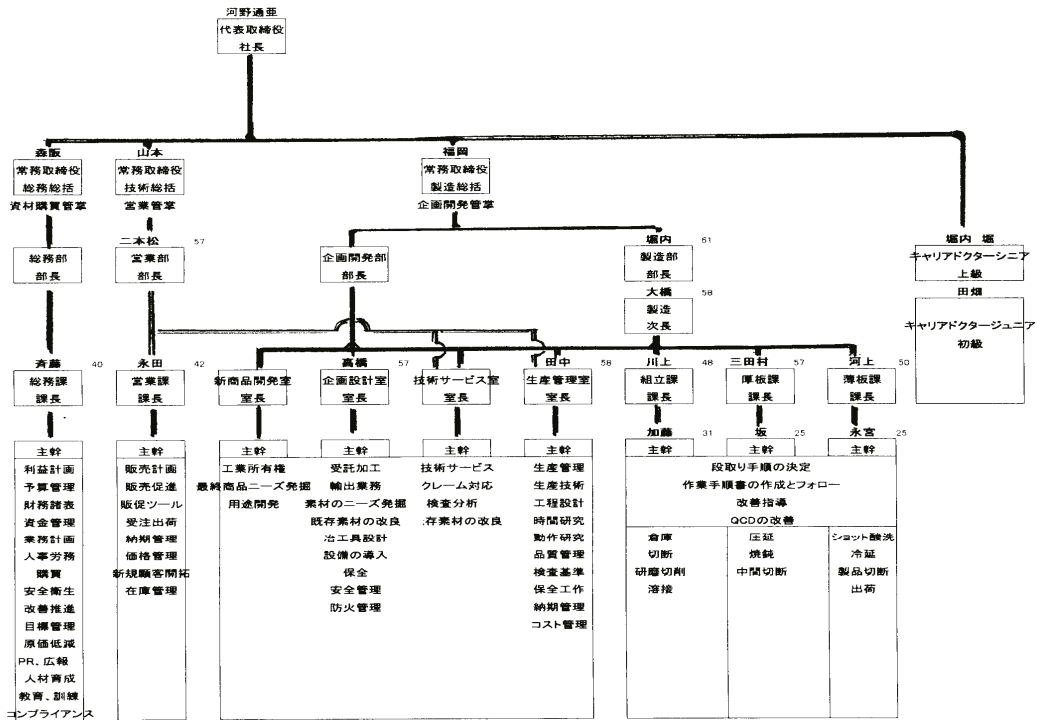 河野通亜
代表取締役
社長
森阪
常務取締役
総務総括
資材購買管掌
山本
常務取締役
技術総括
営業管掌
福岡
常務取締役
製造総括
企画開発管掌
総務部
部長
二本松 57
営業部
部長
企画開発部
部長
堀内 61
製造部
部長
大橋 58
製造
次長
堀内 堀
キャリアドクターシニア
上級
田畑
キャリアドクタージュニア
初級
斉藤 40
総務課
課長
永田 42
営業課
課長
新商品開発室
室長
高橋 57
企画設計室
室長
技術サービス室
室長
田中 58
生産管理室
室長
川上 48
組立課
課長
三田村 57
厚板課
課長
河上 50
薄板課
課長
主幹
利益計画
予算管理
財務諸表
資金管理
業務計画
人事労務
購買
安全衛生
改善推進
目標管理
原価低減
PR、広報
人材育成
教育、訓練
コンプライアンス
主幹
販売計画
販売促進
販促ツール
受注出荷
納期管理
価格管理
新規顧客開拓
在庫管理
主幹
工業所有権
最終商品ニーズ発掘
用途開発
主幹
受託加工
輸出業務
素材のニーズ発掘
既存素材の改良
冶工具設計
設備の導入
保全
安全管理
防火管理
主幹
技術サービス
クレーム対応
検査分析
存素材の改良
主幹
生産管理
生産技術
工程設計
時間研究
動作研究
品質管理
検査基準
保全工作
納期管理
コスト管理
加藤 31
主幹
坂 25
主幹
永宮 25
主幹
段取り手順の決定
作業手順書の作成とフォロー
改善指導
QCDの改善
倉庫
切断
研磨切削
溶接
圧延
焼鈍
中間切断
ショット酸洗
冷延
製品切断
出荷